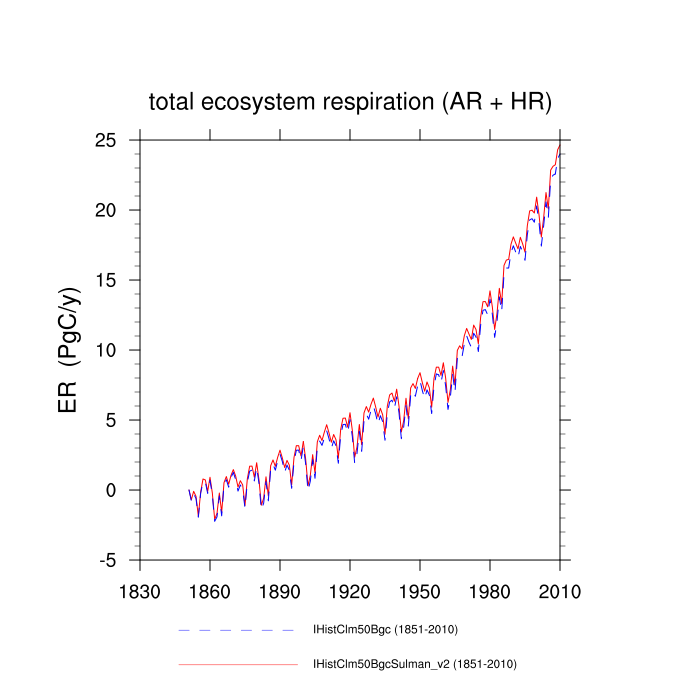 total ecosystem respiration (AR + HR)
ER (PgC/y)
25
20
15
10
5
0
-5
1830 1860 1890 1920 1950 1980 2010
IHistClm50Bgc (1851-2010)
IHistClm50BgcSulman_v2 (1851-2010)